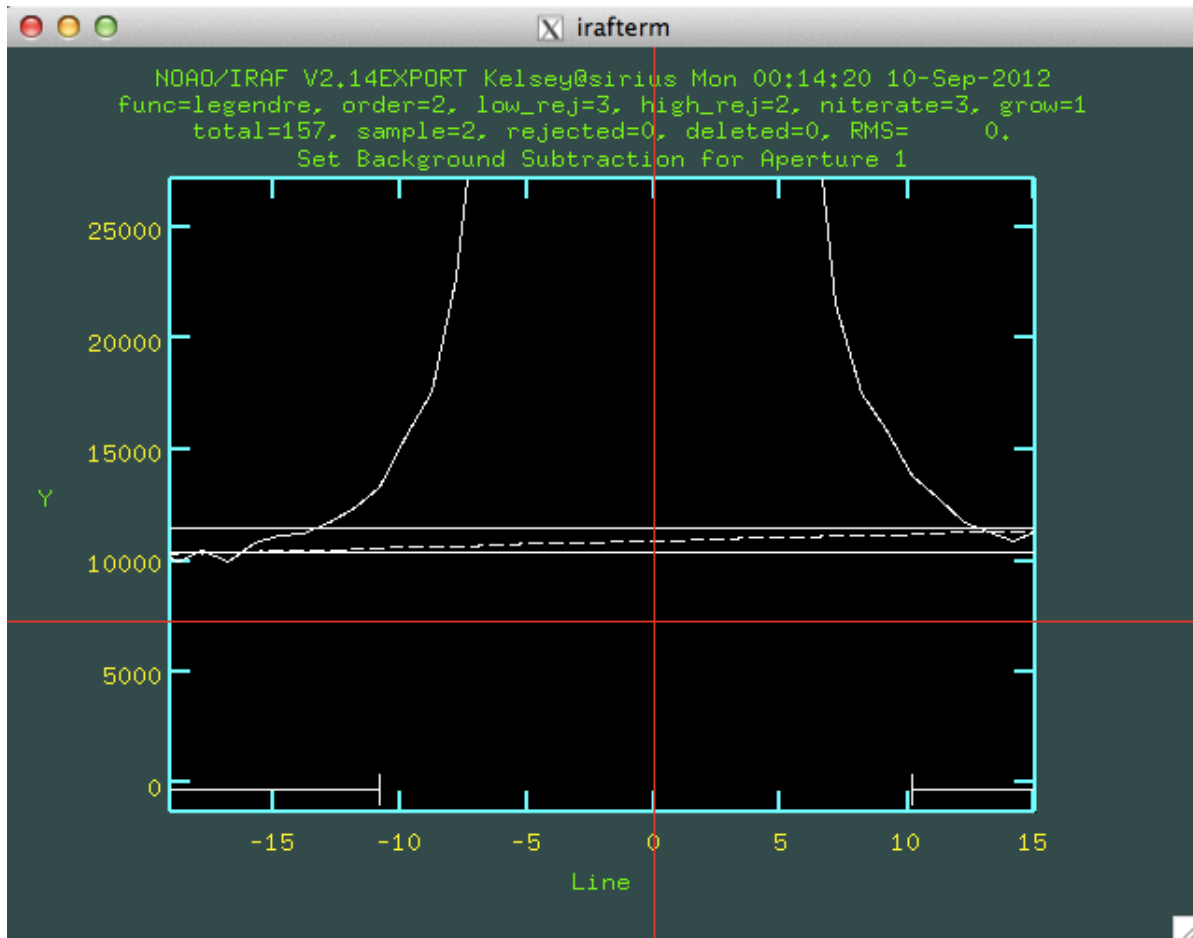 irafterm
NOAO/IRAF V2.14EXPORT Kelsey@sirius Mon 00:14:20 10-Sep-2012
func=legendre, order=2, low_rej=3, high_rej=2, niterate=3, grow=1
total=157, sample=2, rejected=0, deleted=0, RMS= 0.
Set Background Subtraction for Aperture 1
25000
20000
15000
Y
10000
5000
0
-15 -10 -5 0 5 10 15
Line